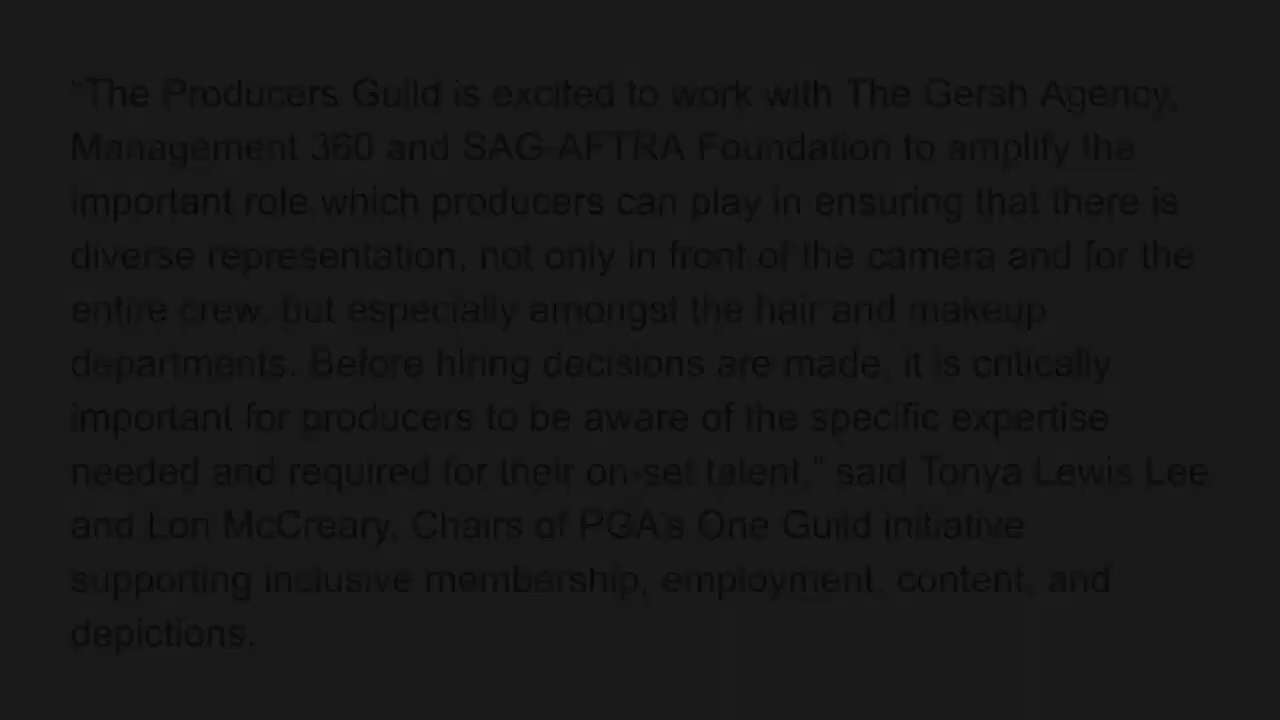 "The Producers Guild is excited to work with The Gersh Agency,
Management 360 and SAG-AFTRA Foundation to amplify the
important role which producers can play in ensuring that there is
diverse representation, not only in front of the camera and for the
entire crew, but especially amongst the hair and makeup
departments. Before hiring decisions are made, it is critically
important for producers to be aware of the specific expertise
needed and required for their on-set talent," said Tonya Lewis Lee
and Lori McCreary, Chairs of PGA's One Guild initiative
supporting inclusive membership, employment, content, and
depictions.